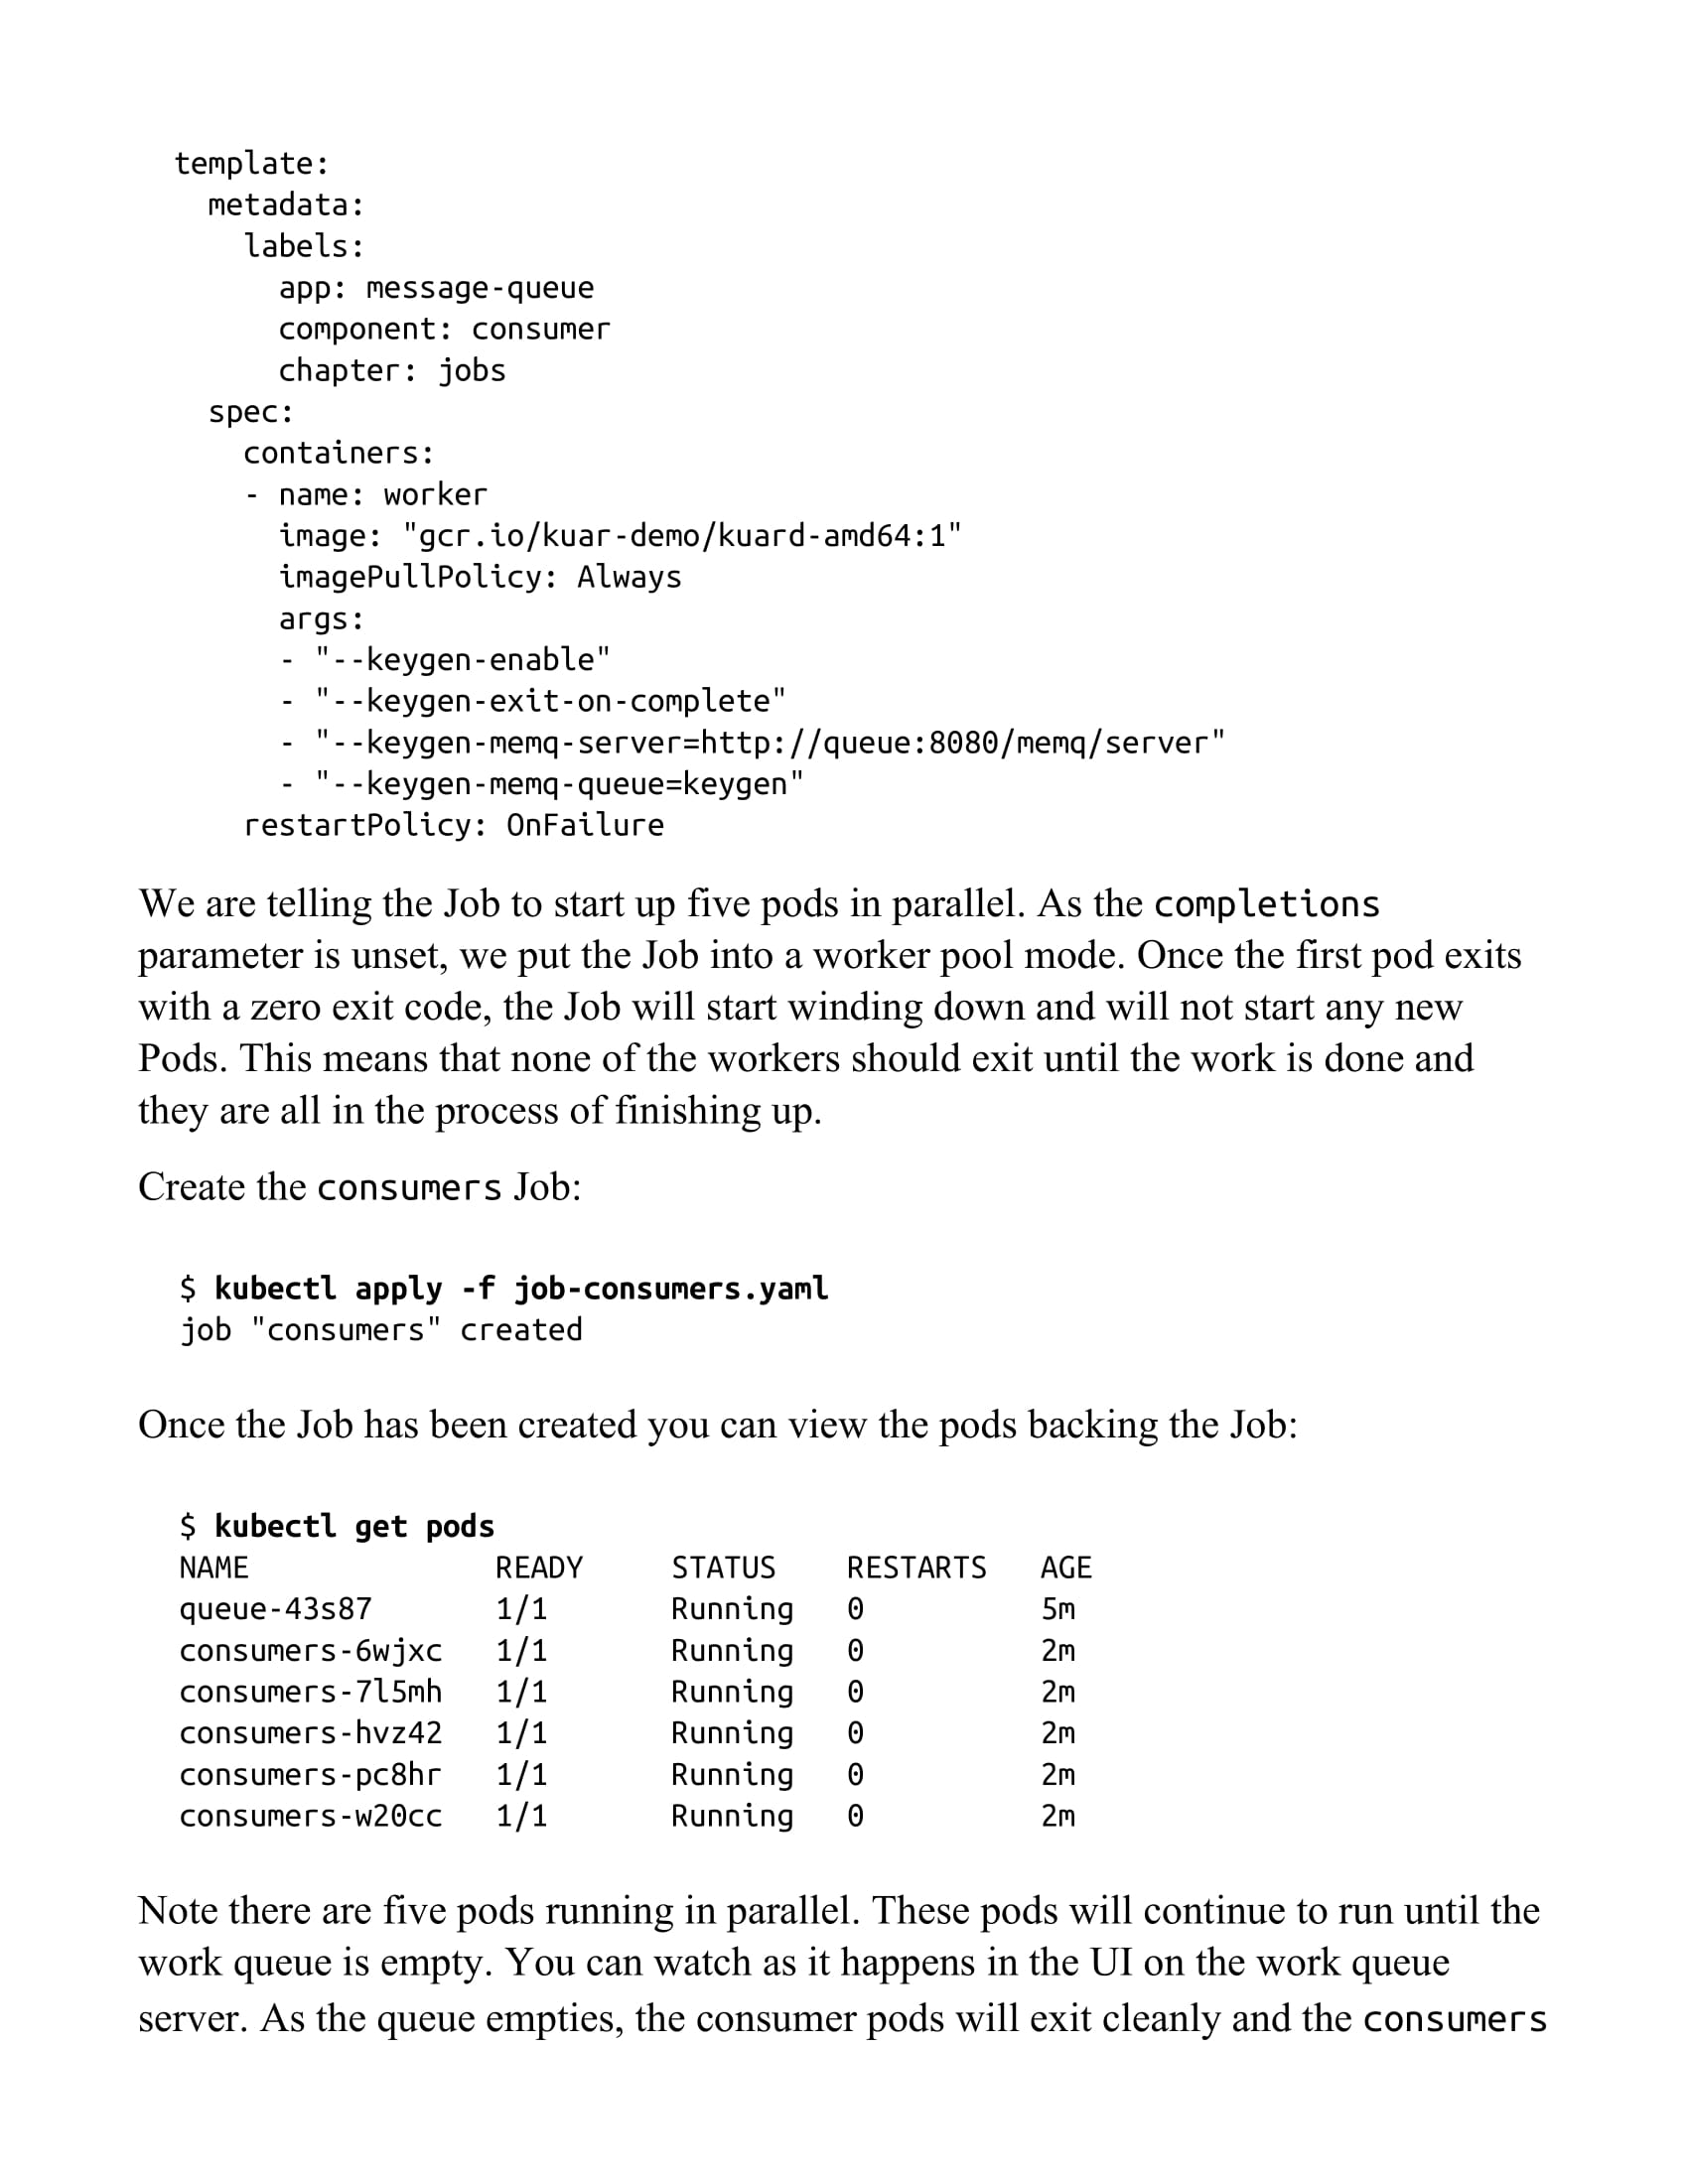 template:
  metadata:
    labels:
      app: message-queue
      component: consumer
      chapter: jobs
  spec:
    containers:
    - name: worker
      image: "gcr.io/kuar-demo/kuard-amd64:1"
      imagePullPolicy: Always
      args:
      - "--keygen-enable"
      - "--keygen-exit-on-complete"
      - "--keygen-memq-server=http://queue:8080/memq/server"
      - "--keygen-memq-queue=keygen"
    restartPolicy: OnFailure
We are telling the Job to start up five pods in parallel. As the completions
parameter is unset, we put the Job into a worker pool mode. Once the first pod exits
with a zero exit code, the Job will start winding down and will not start any new
Pods. This means that none of the workers should exit until the work is done and
they are all in the process of finishing up.
Create the consumers Job:
$ kubectl apply -f job-consumers.yaml
job "consumers" created
Once the Job has been created you can view the pods backing the Job:
$ kubectl get pods
NAME              READY     STATUS    RESTARTS   AGE
queue-43s87       1/1       Running   0          5m
consumers-6wjxc   1/1       Running   0          2m
consumers-7l5mh   1/1       Running   0          2m
consumers-hvz42   1/1       Running   0          2m
consumers-pc8hr   1/1       Running   0          2m
consumers-w20cc   1/1       Running   0          2m
Note there are five pods running in parallel. These pods will continue to run until the
work queue is empty. You can watch as it happens in the UI on the work queue
server. As the queue empties, the consumer pods will exit cleanly and the consumers